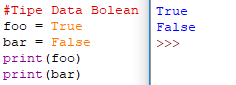 #Tipe Data Bolean
foo = True
bar = False
print(foo)
print(bar)
True
False
>>>